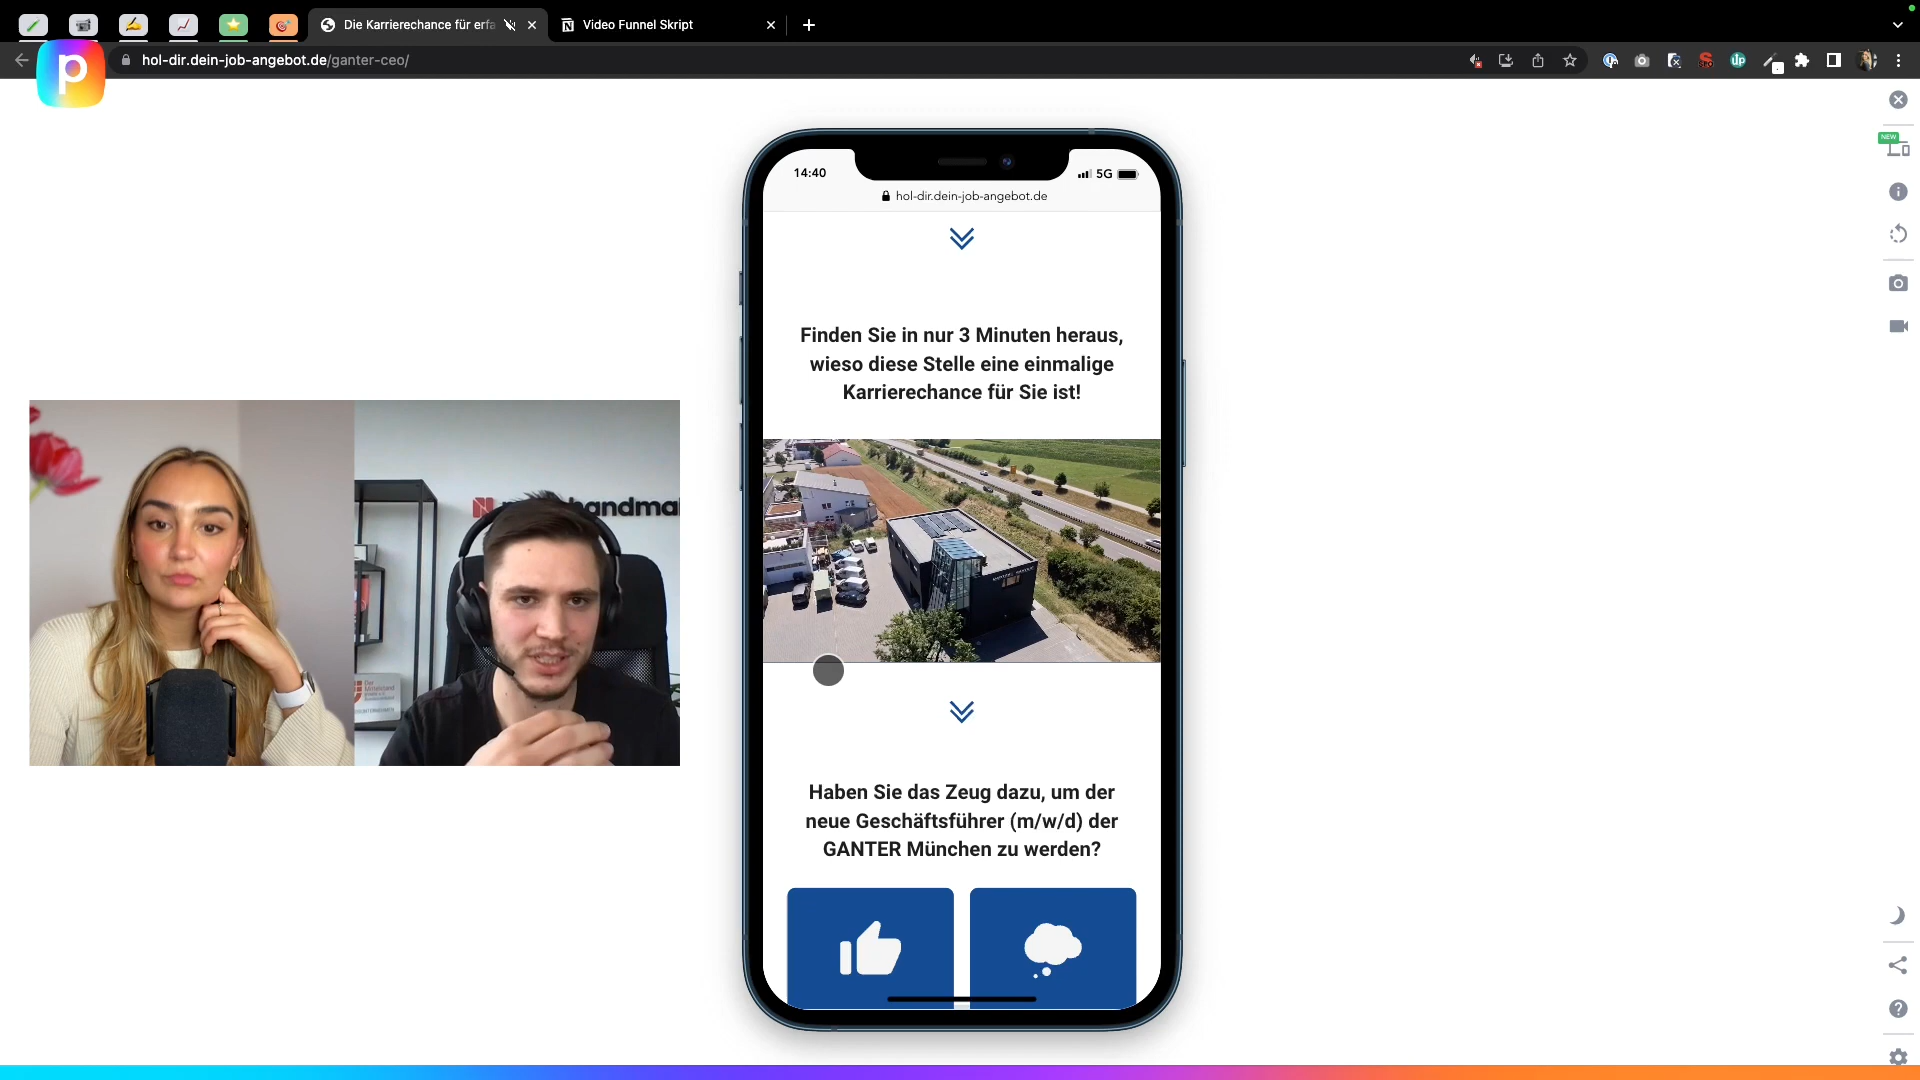 Die Karrierechance für erfa
Video Funnel Skript
hol-dir.dein-job-angebot.de/ganter-ceo/
p
NEW
14:40
5G
hol-dir.dein-job-angebot.de
Finden Sie in nur 3 Minuten heraus,
wieso diese Stelle eine einmalige
Karrierechance für Sie ist!
Haben Sie das Zeug dazu, um der
neue Geschäftsführer (m/w/d) der
GANTER München zu werden?